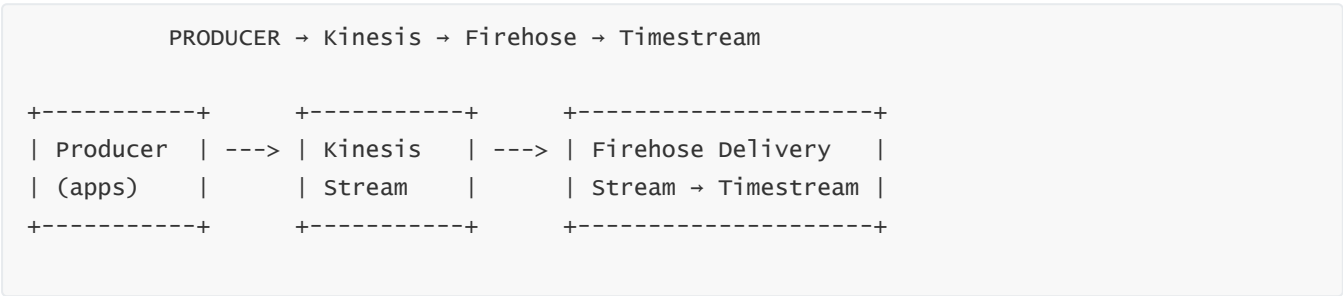 PRODUCER → Kinesis → Firehose → Timestream
+-----------+      +-----------+      +---------------------+
| Producer  | ---> | Kinesis   | ---> | Firehose Delivery   |
| (apps)    |      | Stream    |      | Stream → Timestream |
+-----------+      +-----------+      +---------------------+